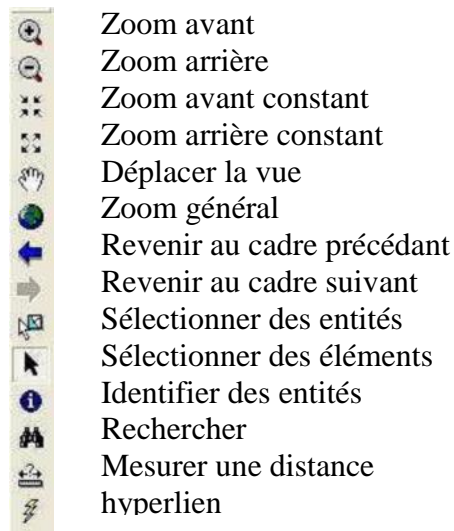 Zoom avant
Zoom arrière
Zoom avant constant
Zoom arrière constant
Déplacer la vue
Zoom général
Revenir au cadre précédant
Revenir au cadre suivant
Sélectionner des entités
Sélectionner des éléments
Identifier des entités
Rechercher
Mesurer une distance
hyperlien